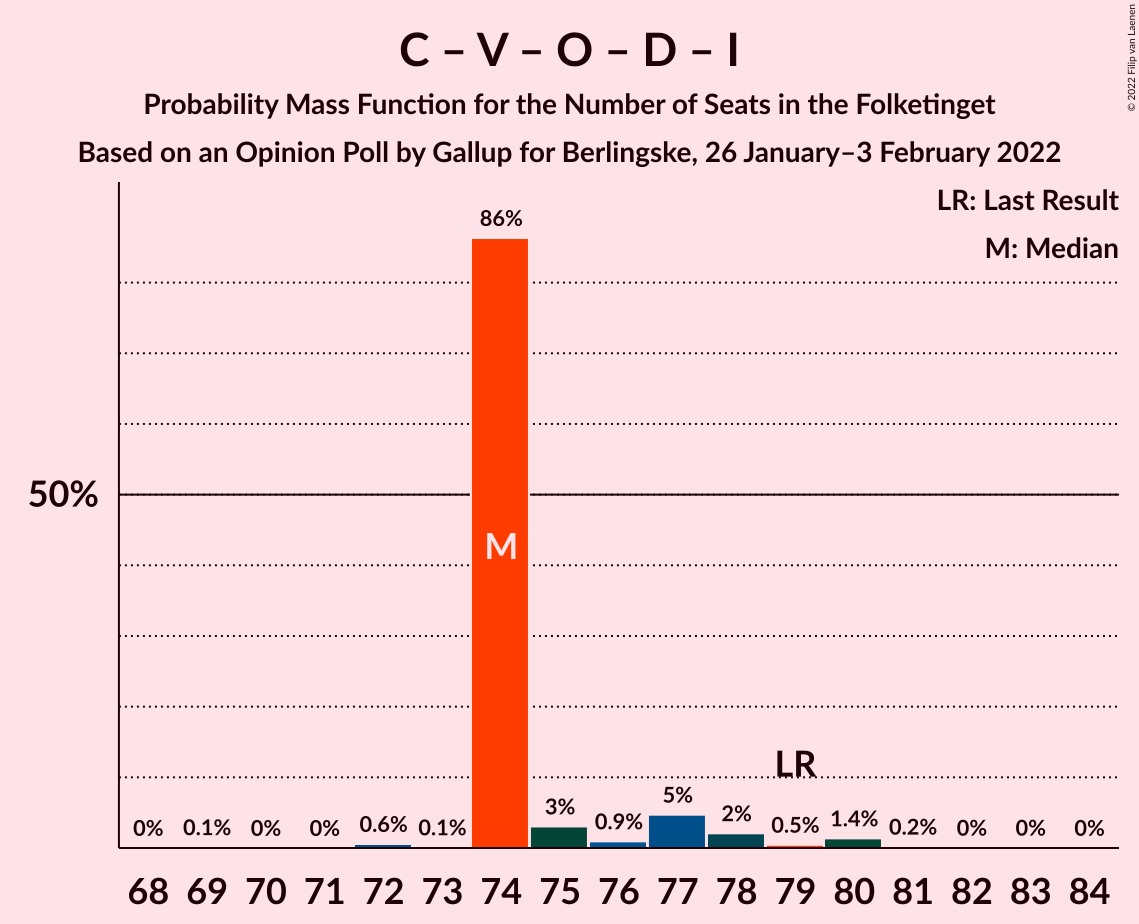 C – V – O – D – I
Probability Mass Function for the Number of Seats in the Folketinget
Based on an Opinion Poll by Gallup for Berlingske, 26 January–3 February 2022
© 2022 Filip van Laenen
LR: Last Result
M: Median
86%
50%
M
LR
0% 0.1% 0% 0% 0.6% 0.1% 3% 0.9% 5% 2% 0.5% 1.4% 0.2% 0% 0% 0%
68 69 70 71 72 73 74 75 76 77 78 79 80 81 82 83 84